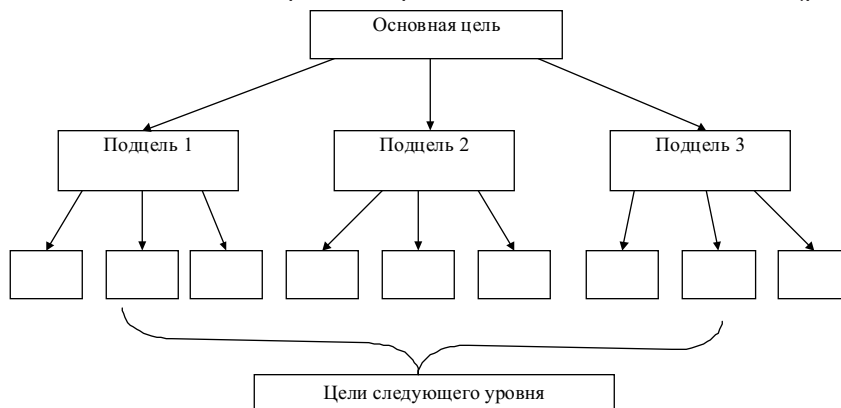 Основная цель
Подцель 1
Подцель 2
Подцель 3
Цели следующего уровня